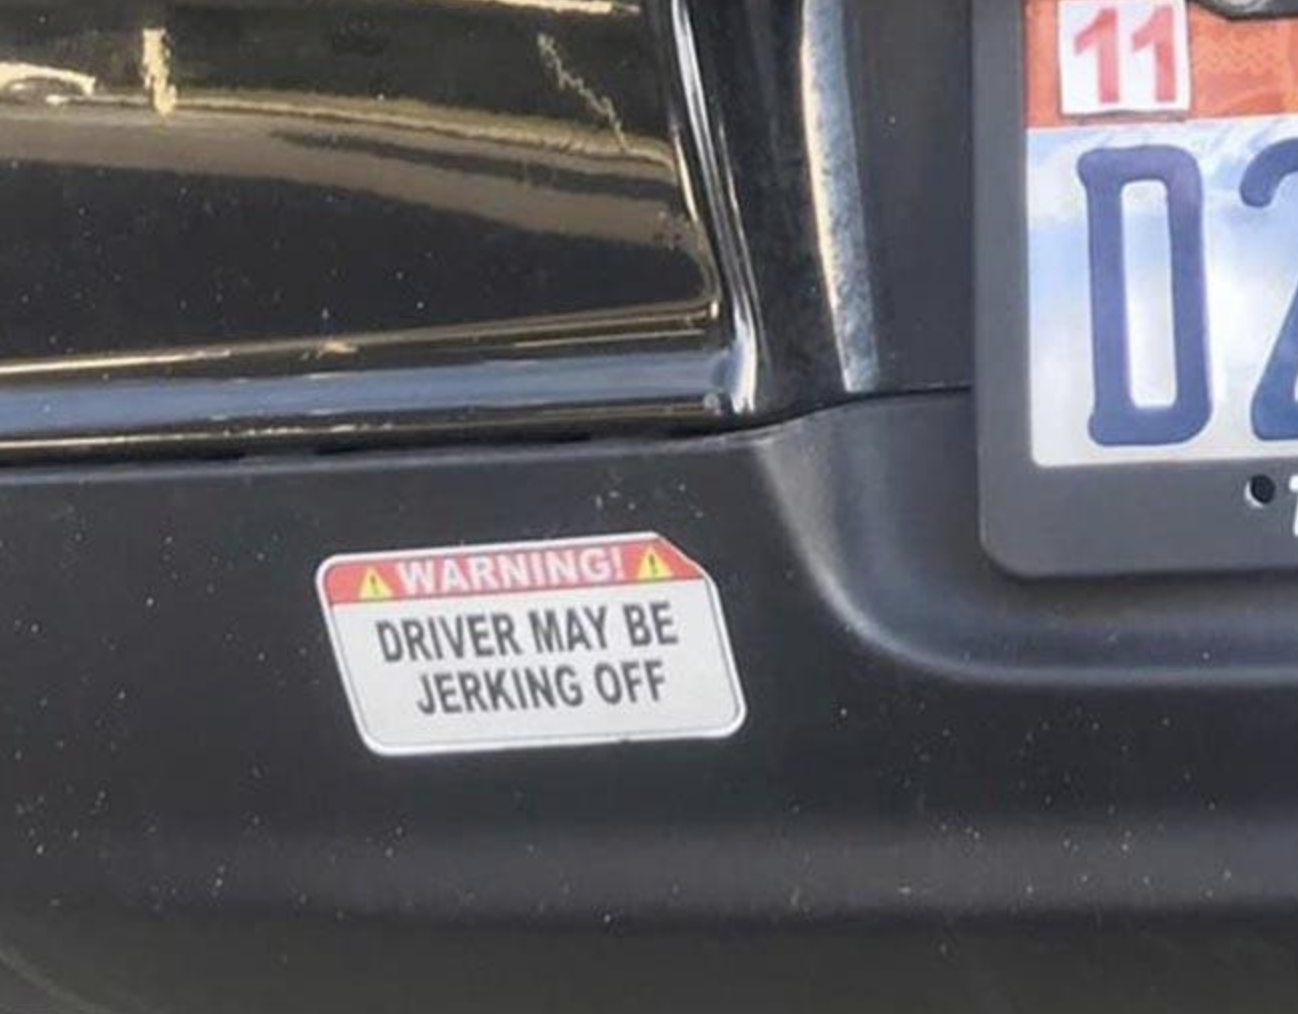 11
D2
WARNING!
DRIVER MAY BE
JERKING OFF